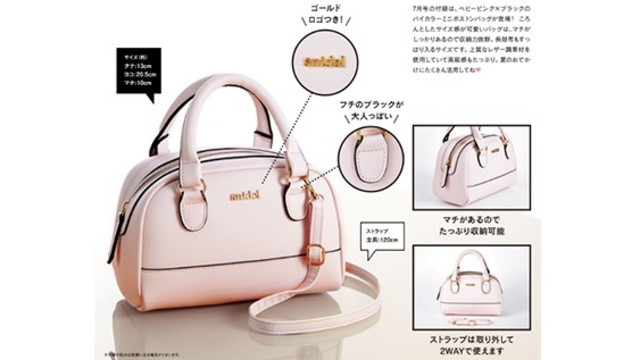 ゴールド
ロゴつき!
7月号の付録は、ベビーピンク×ブラックの
バイカラーミニボストンバッグが登場! ころ
んとしたサイズ感が可愛いバッグは、マチが
しっかりあるので収納力抜群。長財布もすっ
ぽり入るサイズです。上質なレザー調素材を
使用していて高級感もたっぷり。夏のおでか
けにたくさん活用してね♥
サイズ(約)
タテ:13cm
ヨコ:20.5cm
マチ:10cm
snidel
フチのブラックが
大人っぽい
snidel
マチがあるので
たっぷり収納可能
ストラップ
全長:120cm
snidel
ストラップは取り外して
2WAYで使えます